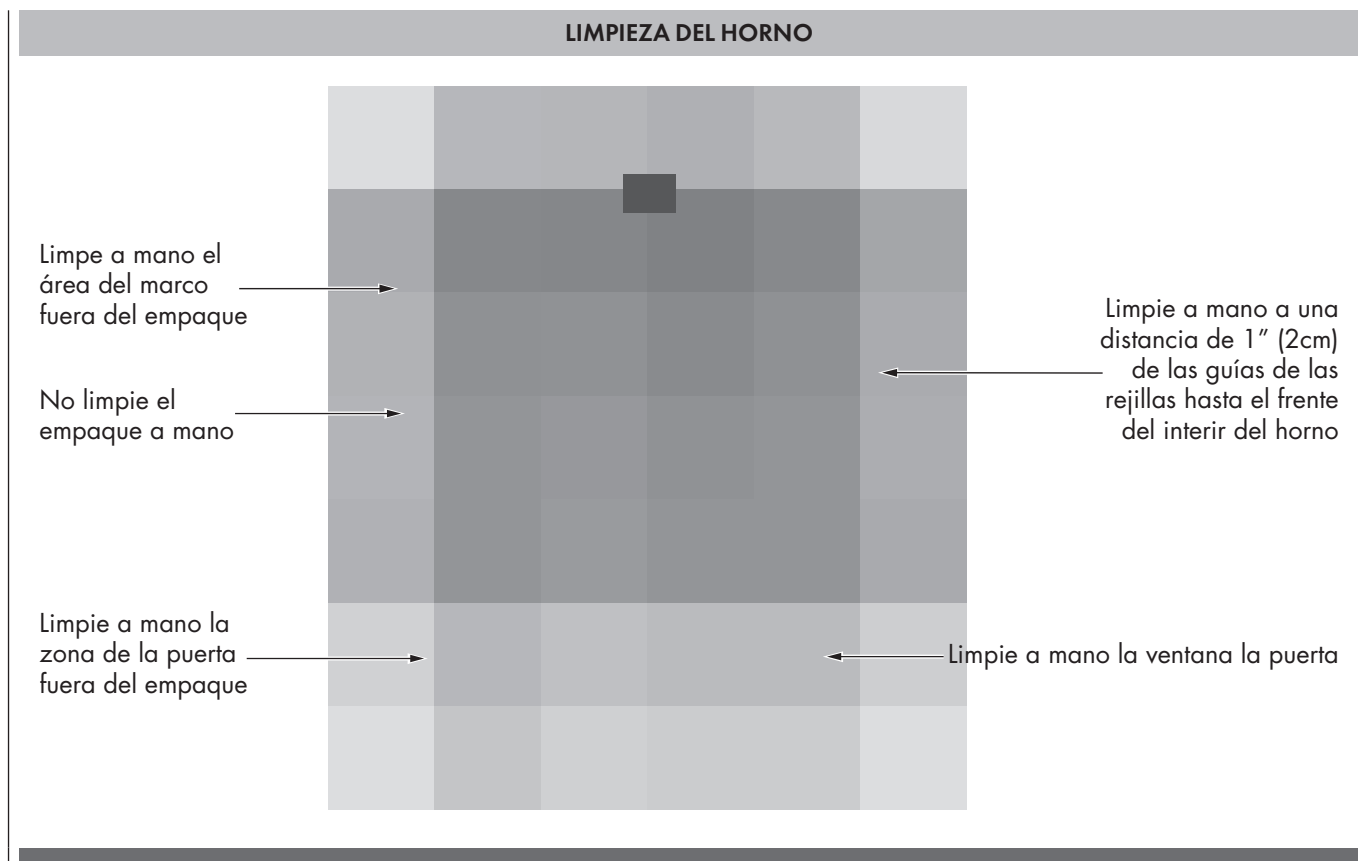 LIMPIEZA DEL HORNO
Limpe a mano el
área del marco
fuera del empaque
No limpie el
empaque a mano
Limpie a mano la
zona de la puerta
fuera del empaque
Limpie a mano a una
distancia de 1” (2cm)
de las guías de las
rejillas hasta el frente
del interir del horno
Limpie a mano la ventana la puerta